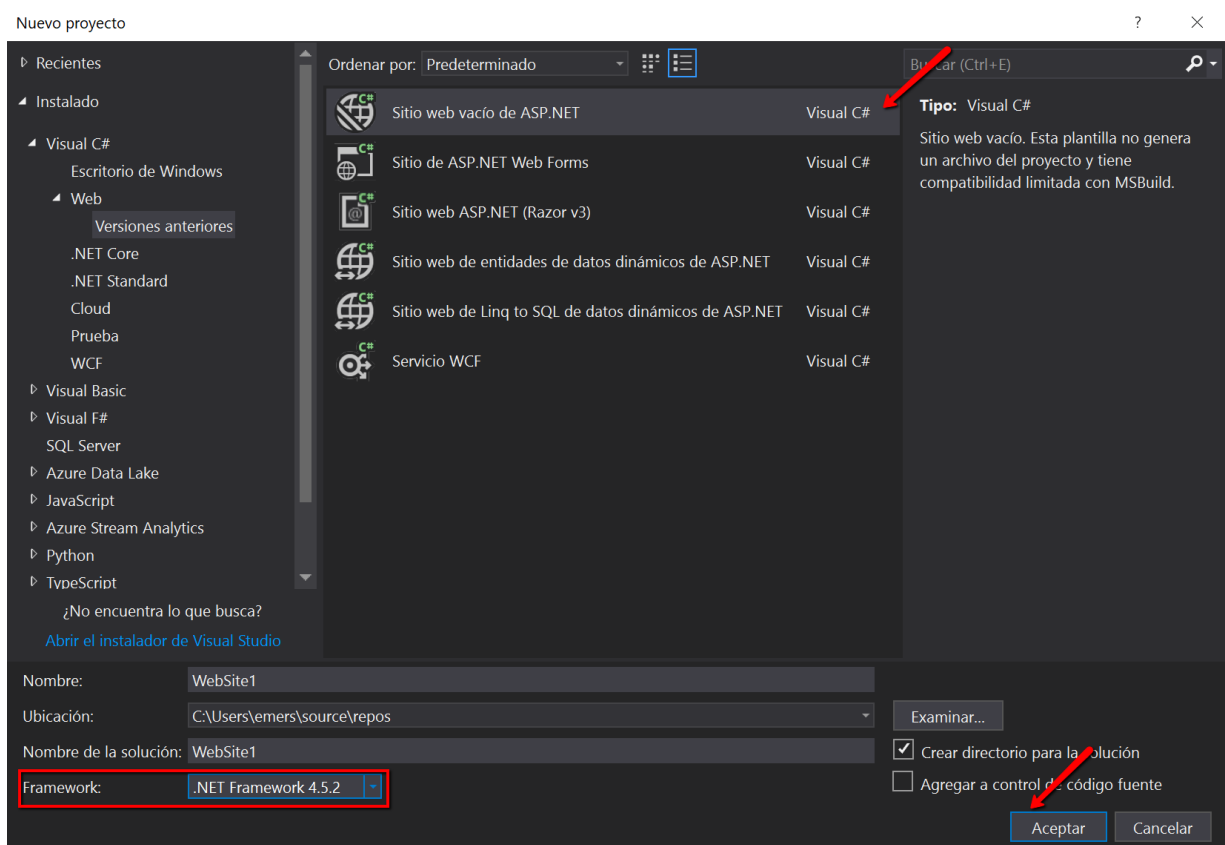 Nuevo proyecto
?
Recientes
Instalado
Visual C#
Escritorio de Windows
Web
Versiones anteriores
.NET Core
.NET Standard
Cloud
Prueba
WCF
Visual Basic
Visual F#
SQL Server
Azure Data Lake
JavaScript
Azure Stream Analytics
Python
TypeScript
¿No encuentra lo que busca?
Abrir el instalador de Visual Studio
Ordenar por: Predeterminado
C# Sitio web vacío de ASP.NET Visual C#
C# Sitio de ASP.NET Web Forms Visual C#
C# @ Sitio web ASP.NET (Razor v3) Visual C#
C# Sitio web de entidades de datos dinámicos de ASP.NET Visual C#
C# Sitio web de Linq to SQL de datos dinámicos de ASP.NET Visual C#
C# Servicio WCF Visual C#
Buscar (Ctrl+E)
Tipo: Visual C#
Sitio web vacío. Esta plantilla no genera
un archivo del proyecto y tiene
compatibilidad limitada con MSBuild.
Nombre: WebSite1
Ubicación: C:\Users\emers\source\repos
Examinar...
Nombre de la solución: WebSite1
Crear directorio para la solución
Framework: .NET Framework 4.5.2
Agregar a control de código fuente
Aceptar
Cancelar